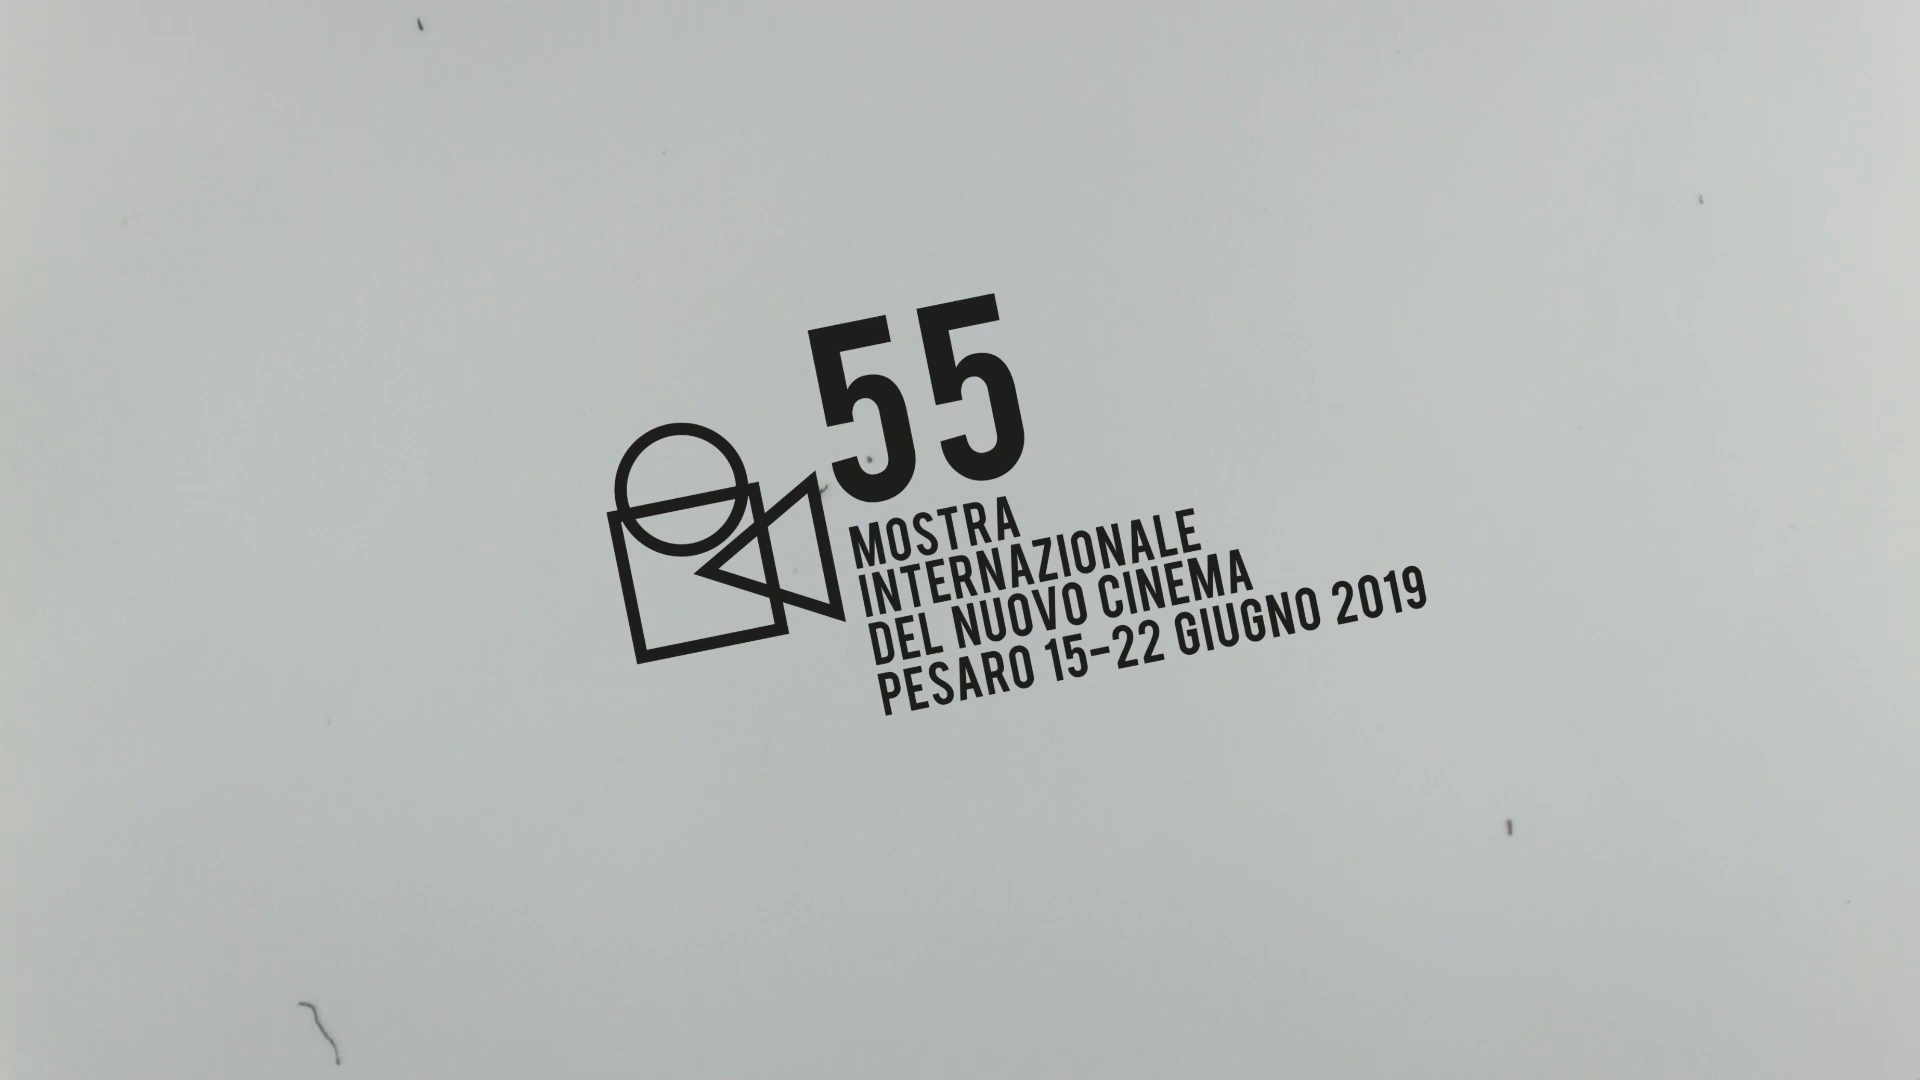 55
MOSTRA
INTERNAZIONALE
DEL NUOVO CINEMA
PESARO 15-22 GIUGNO 2019